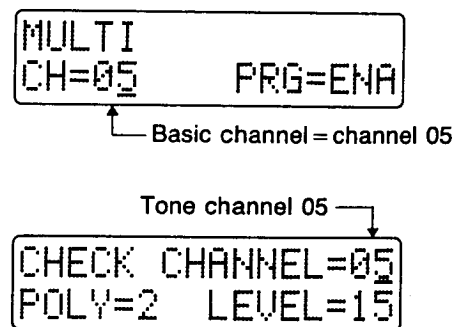 MULTI
CH=05 PRG=ENA
Basic channel = channel 05
Tone channel 05
CHECK CHANNEL=05
POLY=2 LEVEL=15